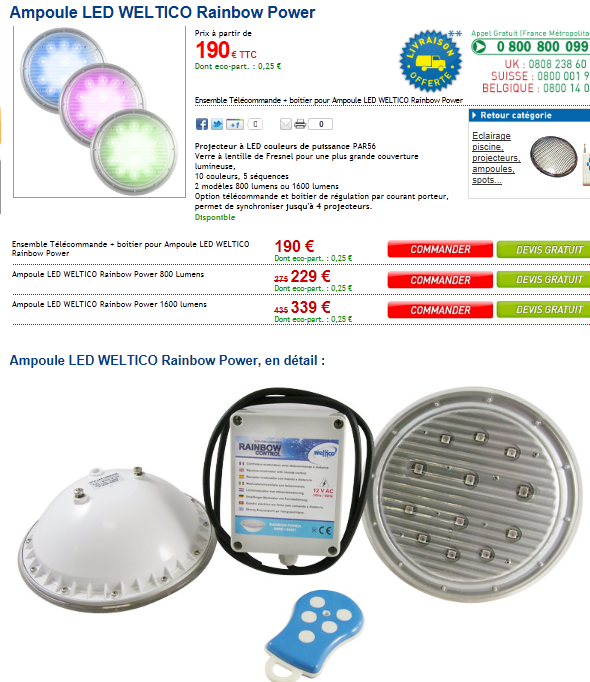 Ampoule LED WELTICO Rainbow Power
Prix à partir de
190 € TTC
Dont eco-part. : 0,25 €
LIVRAISON
OFFERTE
**
Appel Gratuit (France Métropolita
0 800 800 099
UK : 0808 238 60
SUISSE : 0800 001 9
BELGIQUE : 0800 14 0
Ensemble Télécommande + boitier pour Ampoule LED WELTICO Rainbow Power
+1 0
0
Retour catégorie
Eclairage
piscine,
projecteurs,
ampoules,
spots...
Projecteur à LED couleurs de puissance PAR56
Verre à lentille de Fresnel pour une plus grande couverture
lumineuse,
10 couleurs, 5 séquences
2 modèles 800 lumens ou 1600 lumens
Option télécommande et boitier de régulation par courant porteur,
permet de synchroniser jusqu'à 4 projecteurs.
Disponible
Ensemble Télécommande + boitier pour Ampoule LED WELTICO
Rainbow Power
190 €
Dont eco-part. : 0,25 €
COMMANDER
DEVIS GRATUIT
Ampoule LED WELTICO Rainbow Power 800 Lumens
275 229 €
Dont eco-part. : 0,25 €
COMMANDER
DEVIS GRATUIT
Ampoule LED WELTICO Rainbow Power 1600 lumens
435 339 €
Dont eco-part. : 0,25 €
COMMANDER
DEVIS GRATUIT
Ampoule LED WELTICO Rainbow Power, en détail :
RAINBOW
CONTROL
weltico
12 V AC